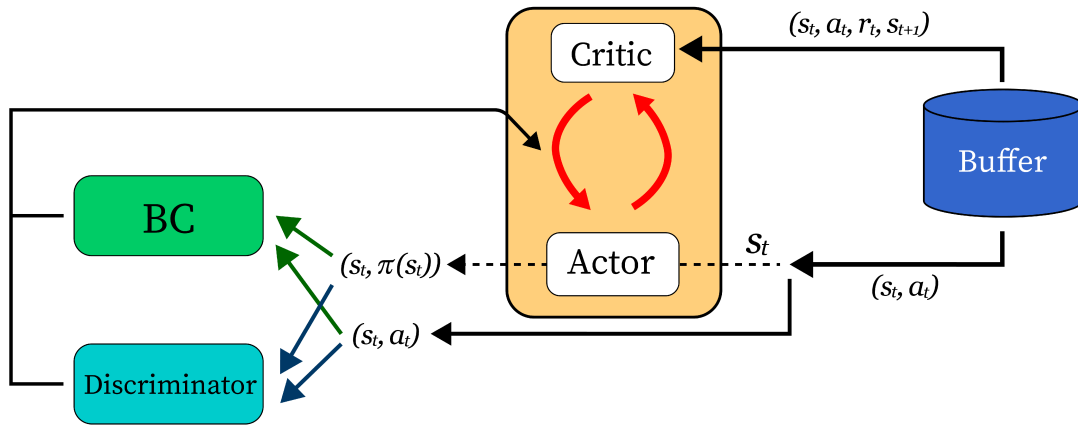 (sₜ, aₜ, rₜ, sₜ₊₁)
Critic
Buffer
BC
Actor
sₜ
(sₜ, π(sₜ))
(sₜ, aₜ)
(sₜ, aₜ)
Discriminator